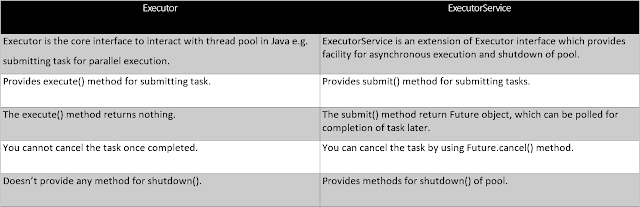 Executor
ExecutorService
Executor is the core interface to interact with thread pool in Java e.g.
submitting task for parallel execution.
ExecutorService is an extension of Executor interface which provides
facility for asynchronous execution and shutdown of pool.
Provides execute() method for submitting task.
Provides submit() method for submitting tasks.
The execute() method returns nothing.
The submit() method return Future object, which can be polled for
completion of task later.
You cannot cancel the task once completed.
You can cancel the task by using Future.cancel() method.
Doesn’t provide any method for shutdown().
Provides methods for shutdown() of pool.